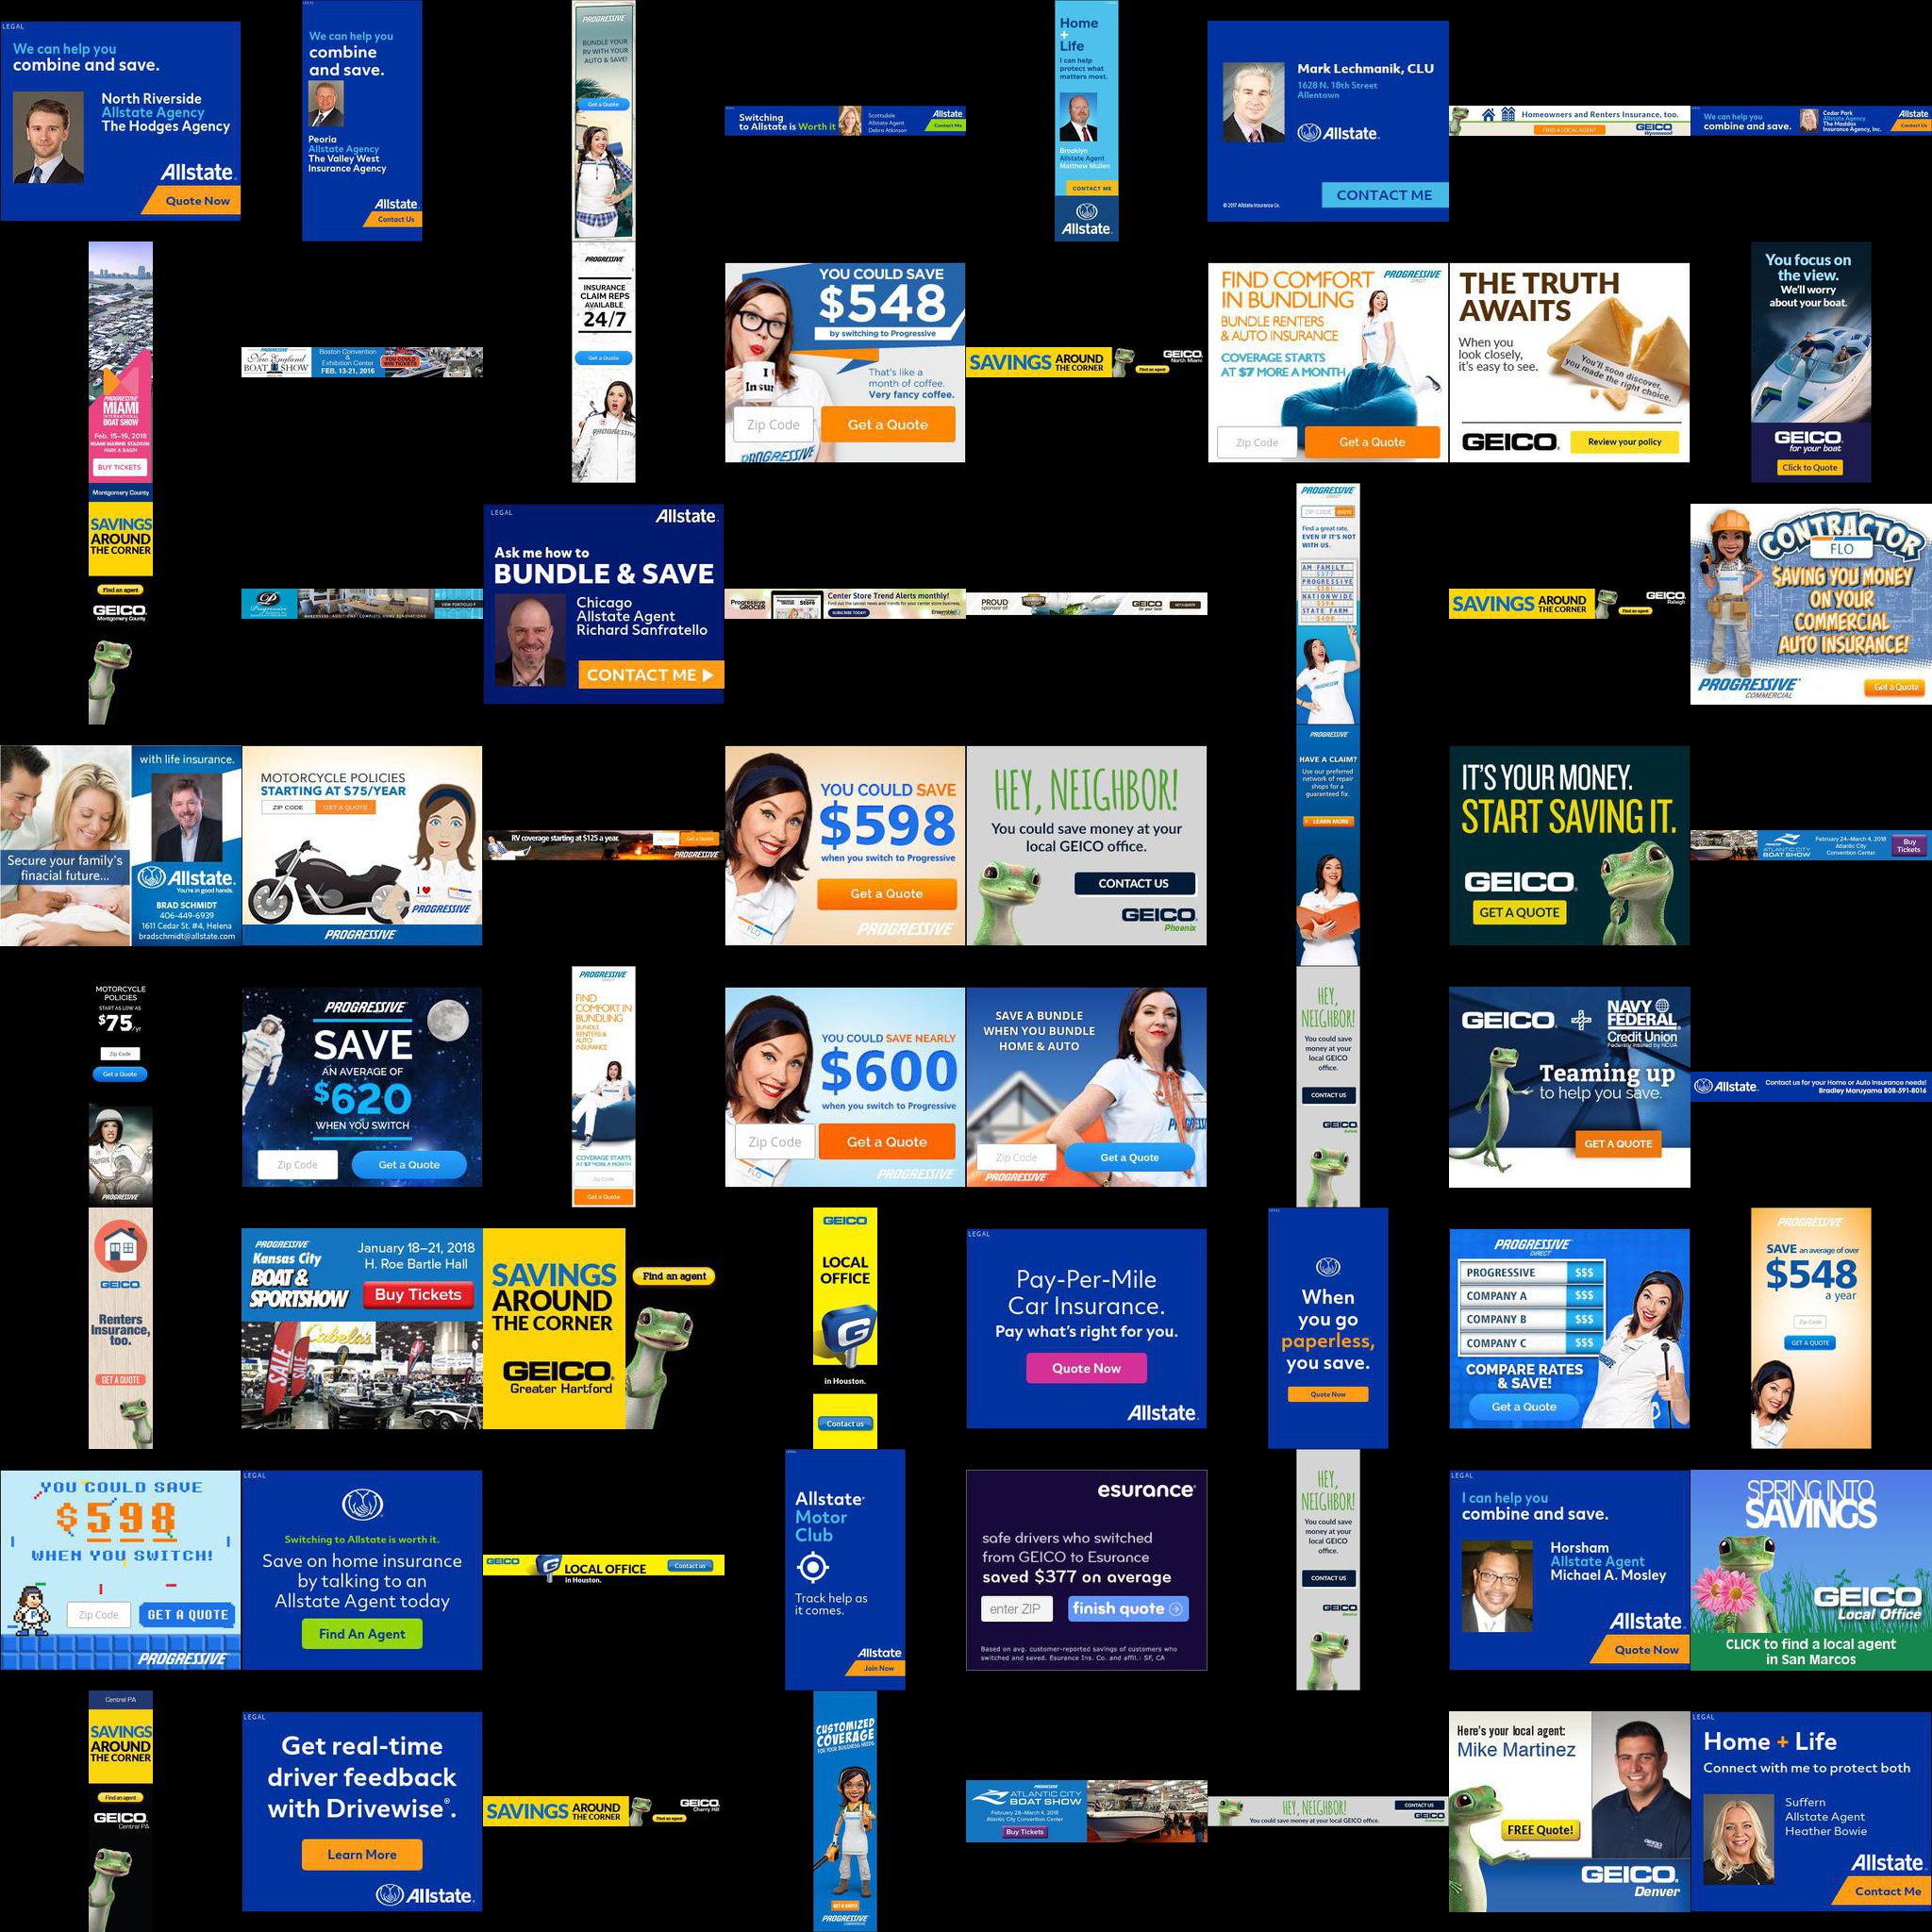 LEGAL
We can help you
combine and save.
North Riverside
Allstate Agency
The Hodges Agency
Allstate
Quote Now
We can help you
combine
and save.
Peoria
Allstate Agency
The Valley West
Insurance Agency
Allstate
Contact Us
PROGRESSIVE
BUNDLE YOUR
RV WITH YOUR
AUTO & SAVE!
Get a Quote
Switching
to Allstate is Worth it
Scottsdale
Allstate Agent
Debra Atkinson
Allstate
Contact Me
Home
+
Life
I can help
protect what
matters most.
Brooklyn
Allstate Agent
Matthew Mullen
CONTACT ME
Allstate.
Mark Lechmanik, CLU
1628 N. 18th Street
Allentown
Allstate.
© 2017 Allstate Insurance Co.
CONTACT ME
Homeowners and Renters Insurance, too.
FIND A LOCAL AGENT
GEICO
Wynnewood
We can help you
combine and save.
Cedar Park
Allstate Agency
The Maddox
Insurance Agency, Inc.
Allstate
Contact Us
PROGRESSIVE
MIAMI
INTERNATIONAL
BOAT SHOW
Feb. 15–19, 2018
MIAMI MARINE STADIUM
PARK & BASIN
BUY TICKETS
PROGRESSIVE
New England
BOAT SHOW
Boston Convention
&
Exhibition Center
FEB. 13-21, 2016
YOU COULD
WIN TICKETS
PROGRESSIVE
INSURANCE
CLAIM REPS
AVAILABLE
24/7
Get a Quote
PROGRESSIVE
YOU COULD SAVE
$548
by switching to Progressive
That's like a
month of coffee.
Very fancy coffee.
I
Insur
Zip Code
Get a Quote
PROGRESSIVE
SAVINGS AROUND
THE CORNER
GEICO
North Miami
Find an agent
FIND COMFORT
IN BUNDLING
PROGRESSIVE
DIRECT
BUNDLE RENTERS
& AUTO INSURANCE
COVERAGE STARTS
AT $7 MORE A MONTH
Zip Code
Get a Quote
THE TRUTH
AWAITS
When you
look closely,
it's easy to see.
You'll soon discover,
you made the right choice.
GEICO.
Review your policy
You focus on
the view.
We'll worry
about your boat.
GEICO
for your boat
Click to Quote
Montgomery County
SAVINGS
AROUND
THE CORNER
Find an agent
GEICO.
Montgomery County
Progressive
VIEW PORTFOLIO
LEGAL
Allstate
Ask me how to
BUNDLE & SAVE
Chicago
Allstate Agent
Richard Sanfratello
CONTACT ME
Progressive
GROCER
Center Store Trend Alerts monthly!
Find out the latest news and trends for your center store business.
SUBSCRIBE TODAY!
PROUD
sponsor of
GEICO
for your boat
GET A QUOTE
PROGRESSIVE
DIRECT
ZIP CODE
QUOTE
Find a great rate,
EVEN IF IT'S NOT
WITH US.
AM FAMILY
PROGRESSIVE
NATIONWIDE
STATE FARM
SAVINGS AROUND
THE CORNER
Find an agent
GEICO
Raleigh
CONTRACTOR
FLO
SAVING YOU MONEY
ON YOUR
COMMERCIAL
AUTO INSURANCE!
PROGRESSIVE
COMMERCIAL
Get a Quote
with life insurance.
Secure your family's
finacial future...
Allstate.
You're in good hands.
BRAD SCHMIDT
406-449-6939
1611 Cedar St. #4, Helena
bradschmidt@allstate.com
MOTORCYCLE POLICIES
STARTING AT $75/YEAR
ZIP CODE
GET A QUOTE
I
PROGRESSIVE
PROGRESSIVE
RV coverage starting at $125 a year.
Get a Quote
PROGRESSIVE
YOU COULD SAVE
$598
when you switch to Progressive
Get a Quote
FLO
PROGRESSIVE
HEY, NEIGHBOR!
You could save money at your
local GEICO office.
CONTACT US
GEICO
Phoenix
PROGRESSIVE
HAVE A CLAIM?
Use our preferred
network of repair
shops for a
guaranteed fix.
LEARN MORE
IT'S YOUR MONEY.
START SAVING IT.
GEICO
GET A QUOTE
ATLANTIC CITY
BOAT SHOW
February 24–March 4, 2018
Atlantic City
Convention Center
Buy
Tickets
MOTORCYCLE
POLICIES
START AS LOW AS
$75/yr
Zip Code
Get a Quote
PROGRESSIVE
PROGRESSIVE
SAVE
AN AVERAGE OF
$620
WHEN YOU SWITCH
Zip Code
Get a Quote
PROGRESSIVE
DIRECT
FIND
COMFORT IN
BUNDLING
BUNDLE
RENTERS &
AUTO
INSURANCE
COVERAGE STARTS
AT $7 MORE A MONTH
Zip Code
Get a Quote
YOU COULD SAVE NEARLY
$600
when you switch to Progressive
Zip Code
Get a Quote
FLO
PROGRESSIVE
SAVE A BUNDLE
WHEN YOU BUNDLE
HOME & AUTO
Zip Code
Get a Quote
PROGRESSIVE
HEY,
NEIGHBOR!
You could save
money at your
local GEICO
office.
CONTACT US
GEICO
GEICO
NAVY
FEDERAL
Credit Union
Federally Insured by NCUA
Teaming up
to help you save.
GET A QUOTE
Allstate.
Contact us for your Home or Auto Insurance needs!
Bradley Maruyama 808-591-8016
GEICO
Renters
Insurance,
too.
GET A QUOTE
PROGRESSIVE
Kansas City
BOAT &
SPORTSHOW
January 18–21, 2018
H. Roe Bartle Hall
Buy Tickets
Cabela's
SALE
SALE
SAVINGS
AROUND
THE CORNER
Find an agent
GEICO
Greater Hartford
GEICO
LOCAL
OFFICE
G
in Houston.
Contact us
LEGAL
Pay-Per-Mile
Car Insurance.
Pay what's right for you.
Quote Now
Allstate.
When
you go
paperless,
you save.
Quote Now
PROGRESSIVE
DIRECT
PROGRESSIVE $$$
COMPANY A $$$
COMPANY B $$$
COMPANY C $$$
COMPARE RATES
& SAVE!
Get a Quote
PROGRESSIVE
SAVE an average of over
$548
a year
Zip Code
GET A QUOTE
YOU COULD SAVE
$598
WHEN YOU SWITCH!
Zip Code
GET A QUOTE
PROGRESSIVE
LEGAL
Switching to Allstate is worth it.
Save on home insurance
by talking to an
Allstate Agent today
Find An Agent
GEICO
G
LOCAL OFFICE
in Houston.
Contact us
Allstate
Motor
Club
Track help as
it comes.
Allstate
Join Now
esurance
safe drivers who switched
from GEICO to Esurance
saved $377 on average
enter ZIP
finish quote
Based on avg. customer-reported savings of customers who
switched and saved. Esurance Ins. Co. and affil.: SF, CA
HEY,
NEIGHBOR!
You could save
money at your
local GEICO
office.
CONTACT US
GEICO
LEGAL
I can help you
combine and save.
Horsham
Allstate Agent
Michael A. Mosley
Allstate
Quote Now
SPRING INTO
SAVINGS
GEICO
Local Office
CLICK to find a local agent
in San Marcos
Central PA
SAVINGS
AROUND
THE CORNER
Find an agent
GEICO
Central PA
LEGAL
Get real-time
driver feedback
with Drivewise®.
Learn More
Allstate.
SAVINGS AROUND
THE CORNER
Find an agent
GEICO
Cherry Hill
CUSTOMIZED
COVERAGE
FOR YOUR BUSINESS NEEDS
GET A QUOTE
PROGRESSIVE
COMMERCIAL
PROGRESSIVE
ATLANTIC CITY
BOAT SHOW
February 28–March 4, 2018
Atlantic City Convention Center
Buy Tickets
HEY, NEIGHBOR!
You could save money at your local GEICO office.
CONTACT US
GEICO
Here's your local agent:
Mike Martinez
FREE Quote!
GEICO
Denver
LEGAL
Home + Life
Connect with me to protect both
Suffern
Allstate Agent
Heather Bowie
Allstate
Contact Me